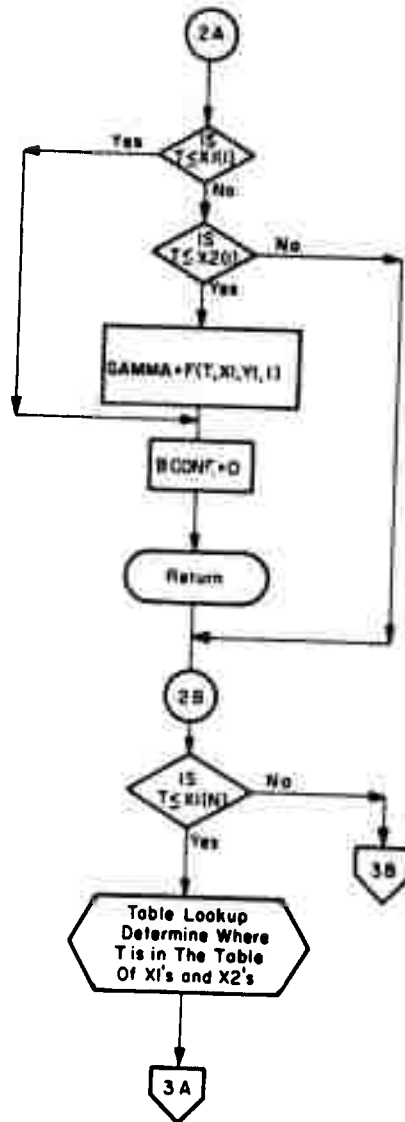 2A
IS
T≤X1(1)
Yes
No
IS
T≤X2(1)
No
Yes
GAMMA=F(T,X1,Y1,1)
BCONF=0
Return
2B
IS
T≤X1(N)
No
Yes
3B
Table Lookup
Determine Where
T is in The Table
Of X1's and X2's
3A